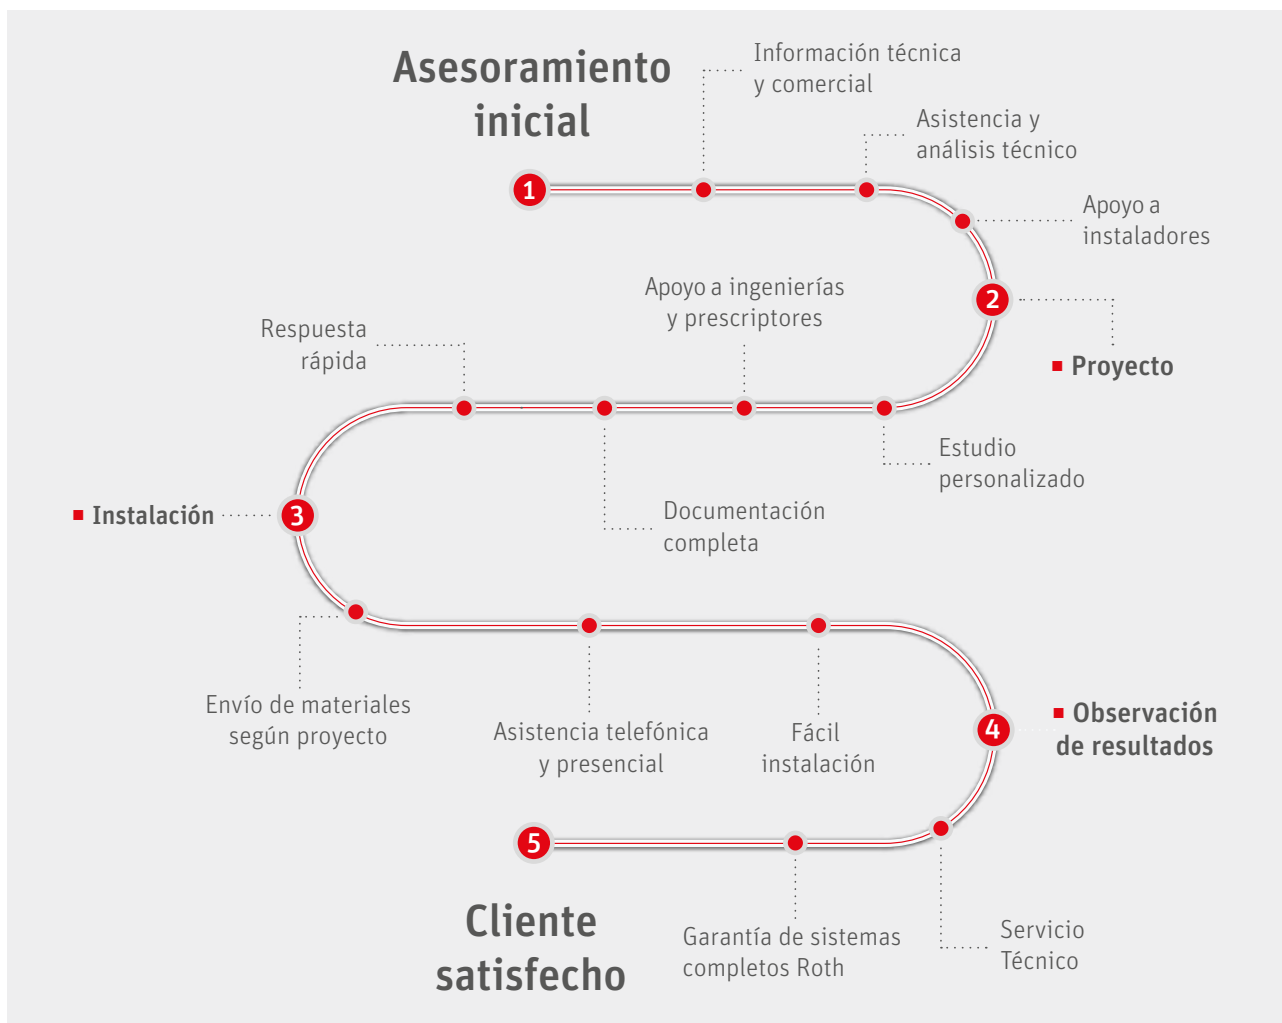 Asesoramiento
inicial
Información técnica
y comercial
Asistencia y
análisis técnico
1
Apoyo a
instaladores
2
Proyecto
Apoyo a ingenierías
y prescriptores
Respuesta
rápida
Estudio
personalizado
Documentación
completa
Instalación
3
Envío de materiales
según proyecto
Asistencia telefónica
y presencial
Fácil
instalación
4
Observación
de resultados
5
Cliente
satisfecho
Garantía de sistemas
completos Roth
Servicio
Técnico